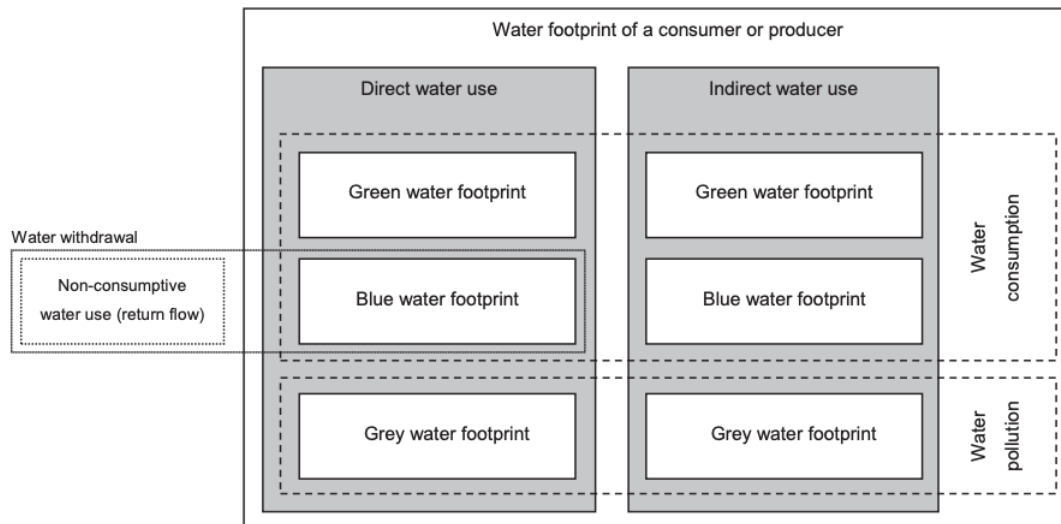 Water footprint of a consumer or producer
Direct water use
Indirect water use
Green water footprint
Green water footprint
Water withdrawal
Non-consumptive
water use (return flow)
Blue water footprint
Blue water footprint
Water
consumption
Grey water footprint
Grey water footprint
Water
pollution